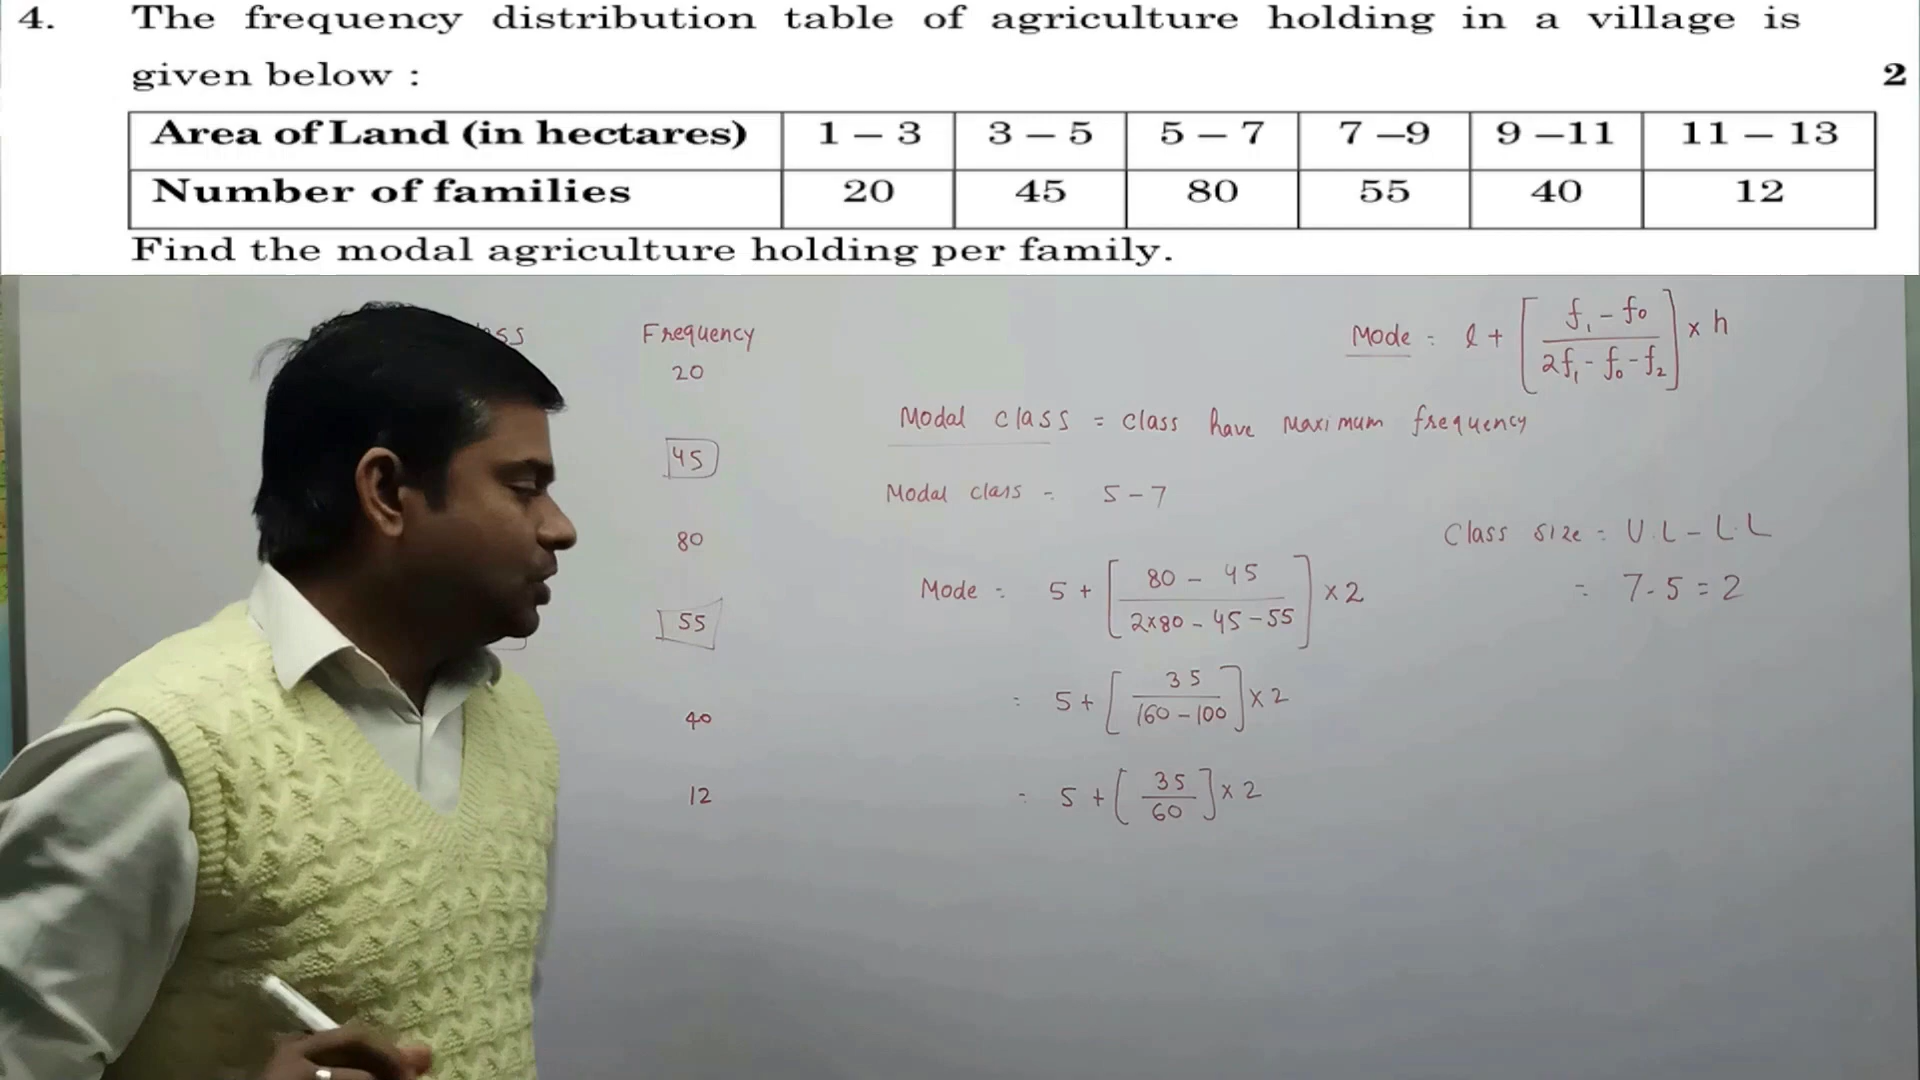 4. The frequency distribution table of agriculture holding in a village is
given below : 2
Area of Land (in hectares) 1 – 3 3 – 5 5 – 7 7 –9 9 –11 11 – 13
Number of families 20 45 80 55 40 12
Find the modal agriculture holding per family.
Frequency
20
45
80
55
40
12
Mode = l + [ f₁ - f₀ / 2f₁ - f₀ - f₂ ] × h
Modal class = class have maximum frequency
Modal class = 5 - 7
Class size = U.L - L.L
= 7 - 5 = 2
Mode = 5 + [ 80 - 45 / 2×80 - 45 - 55 ] × 2
= 5 + [ 35 / 160 - 100 ] × 2
= 5 + [ 35 / 60 ] × 2